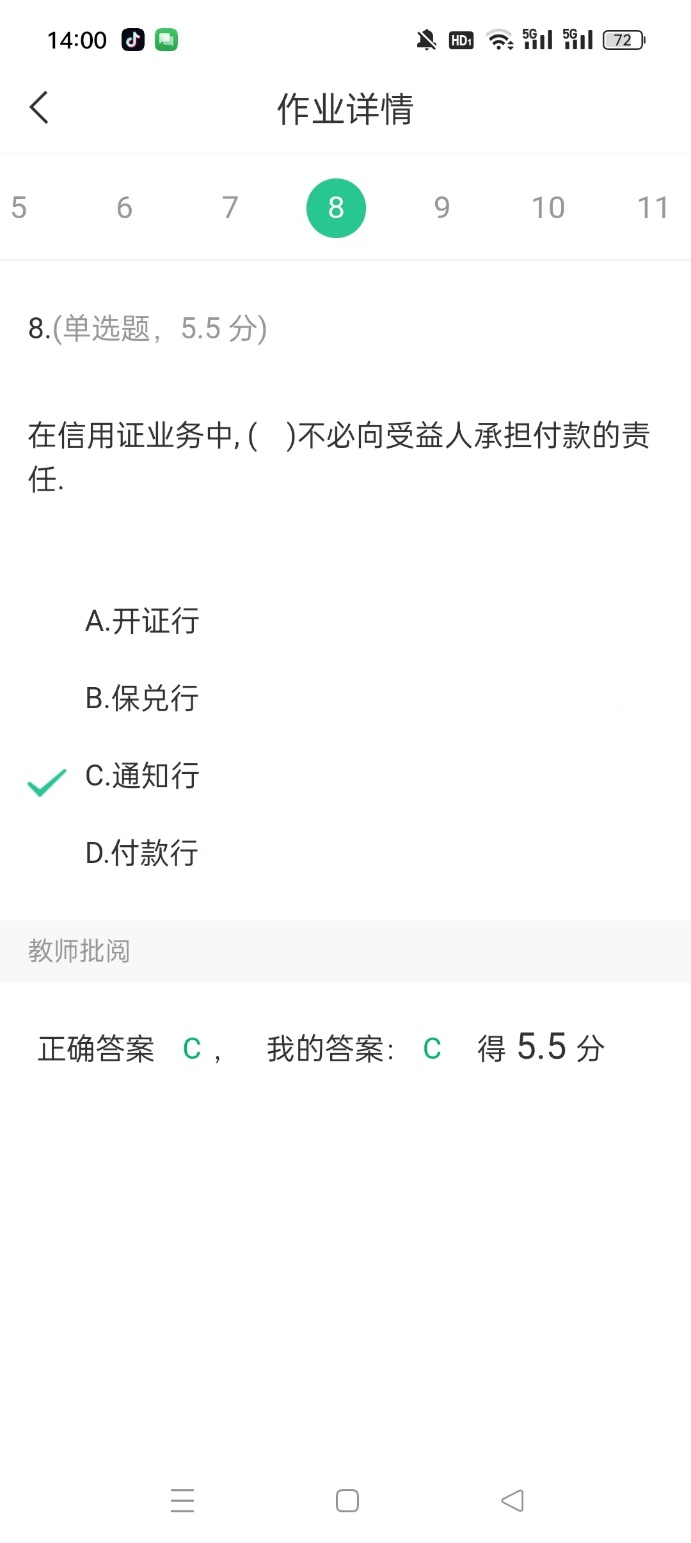 14:00 HD1 5G 5G 72
作业详情
5 6 7 8 9 10 11
8.(单选题，5.5 分)
在信用证业务中, (   )不必向受益人承担付款的责
任.
A.开证行
B.保兑行
C.通知行
D.付款行
教师批阅
正确答案 C ， 我的答案： C 得 5.5 分